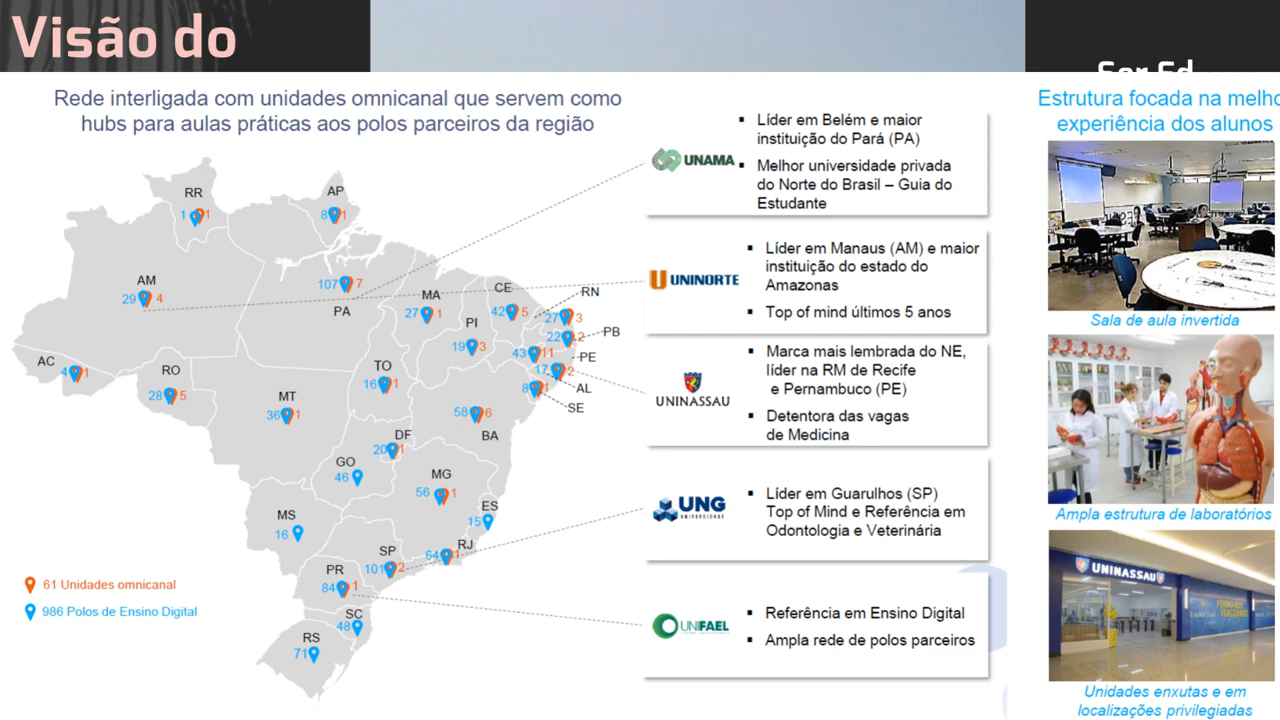 Visão do
Rede interligada com unidades omnicanal que servem como
hubs para aulas práticas aos polos parceiros da região
RR
1 1
AP
8 1
AM
29 4
107 7
PA
MA
27 1
CE
42 5
RN
27 3
PI
19 3
22 2
PB
43 11
PE
17 2
AL
8 1
SE
AC
4 1
RO
28 5
TO
16 1
MT
36 1
58 6
BA
DF
20 1
GO
46
MG
56 1
ES
15
MS
16
RJ
64 1
SP
101 2
PR
84 1
SC
48
RS
71
61 Unidades omnicanal
986 Polos de Ensino Digital
UNAMA
▪ Líder em Belém e maior
instituição do Pará (PA)
▪ Melhor universidade privada
do Norte do Brasil – Guia do
Estudante
UNINORTE
▪ Líder em Manaus (AM) e maior
instituição do estado do
Amazonas
▪ Top of mind últimos 5 anos
UNINASSAU
▪ Marca mais lembrada do NE,
líder na RM de Recife
e Pernambuco (PE)
▪ Detentora das vagas
de Medicina
UNG
UNIVERSIDADE
▪ Líder em Guarulhos (SP)
Top of Mind e Referência em
Odontologia e Veterinária
UNIFAEL
▪ Referência em Ensino Digital
▪ Ampla rede de polos parceiros
Ser Ed
Estrutura focada na melho
experiência dos alunos
Sala de aula invertida
Ampla estrutura de laboratórios
UNINASSAU
Unidades enxutas e em
localizações privilegiadas